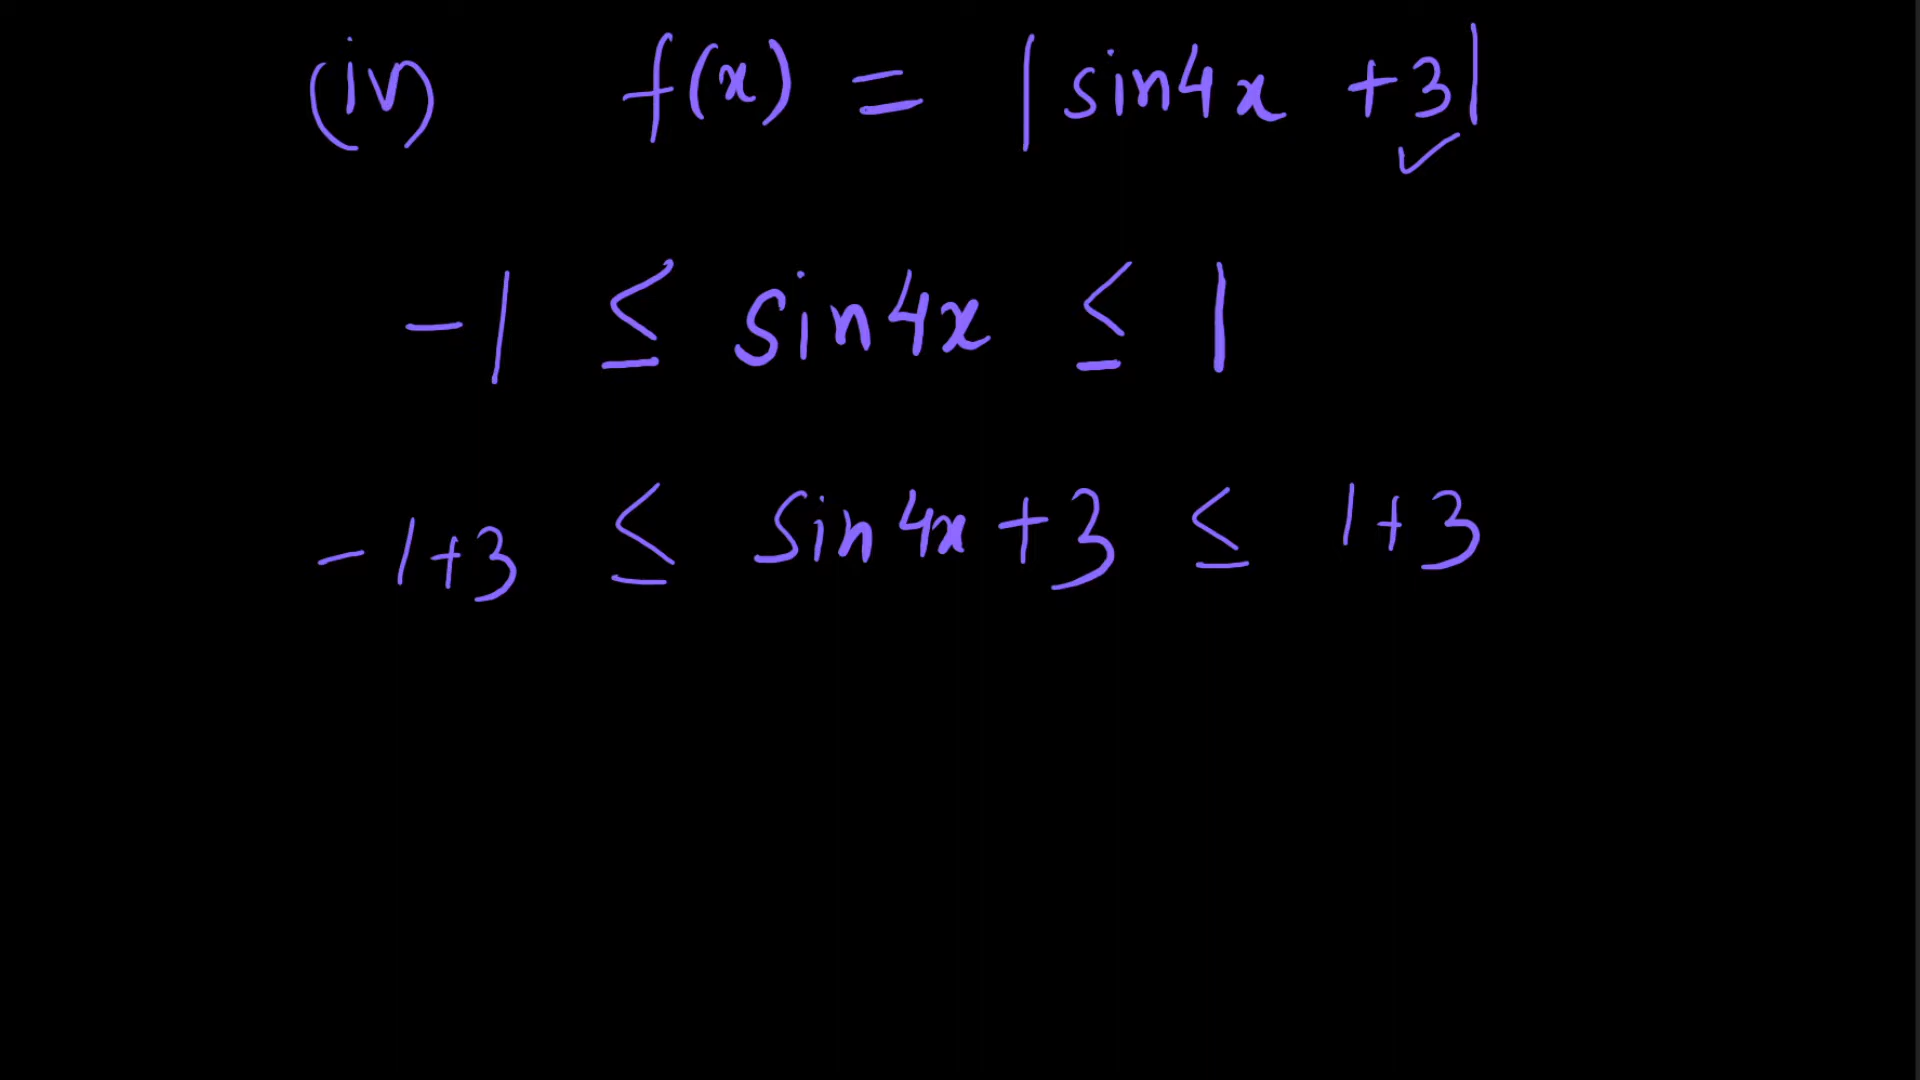 (iv) f(x) = |sin4x +3|
-1 ≤ sin4x ≤ 1
-1+3 ≤ sin4x+3 ≤ 1+3